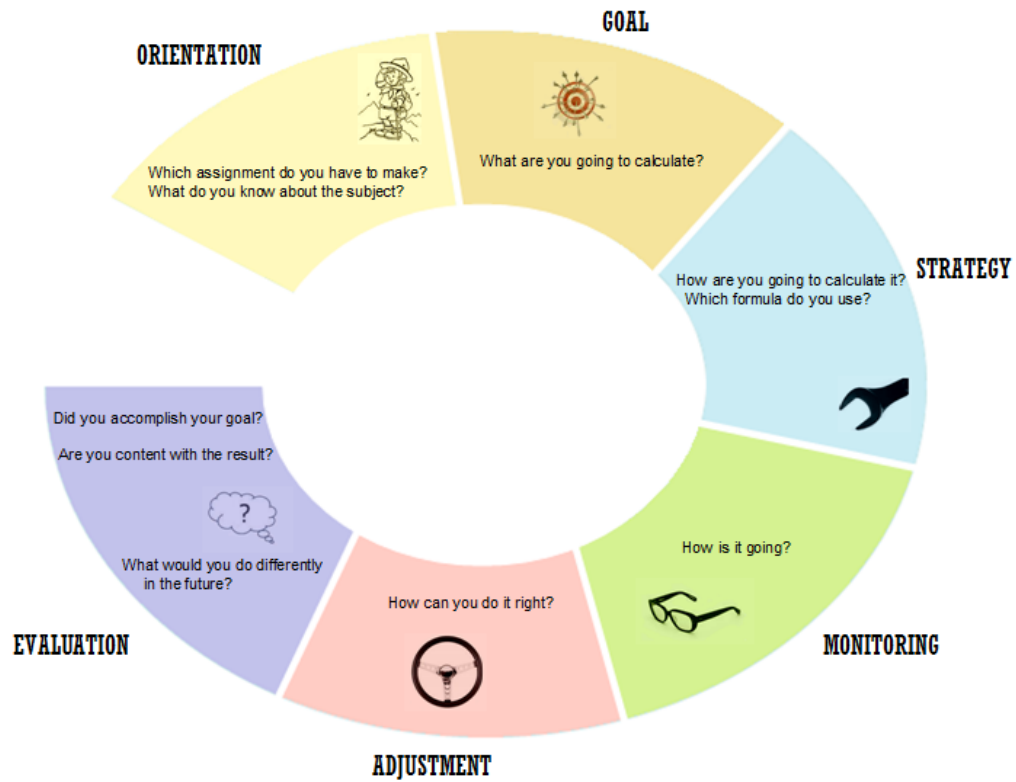 ORIENTATION
Which assignment do you have to make?
What do you know about the subject?
GOAL
What are you going to calculate?
STRATEGY
How are you going to calculate it?
Which formula do you use?
MONITORING
How is it going?
ADJUSTMENT
How can you do it right?
EVALUATION
Did you accomplish your goal?
Are you content with the result?
?
What would you do differently
in the future?